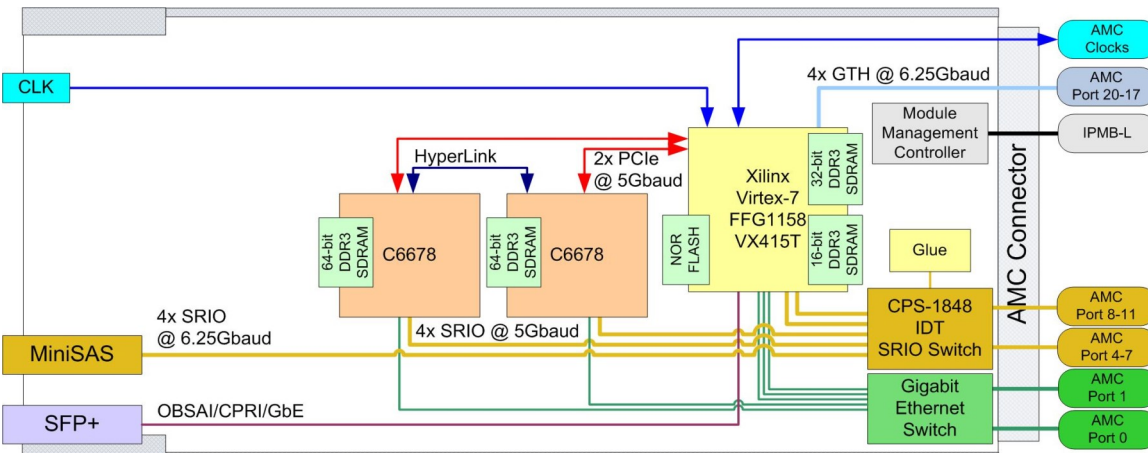 AMC
Clocks
4x GTH @ 6.25Gbaud
AMC
Port 20-17
CLK
Module
Management
Controller
IPMB-L
HyperLink
2x PCIe
@ 5Gbaud
Xilinx
Virtex-7
FFG1158
VX415T
32-bit
DDR3
SDRAM
16-bit
DDR3
SDRAM
NOR
FLASH
64-bit
DDR3
SDRAM
C6678
64-bit
DDR3
SDRAM
C6678
Glue
AMC Connector
4x SRIO
@ 6.25Gbaud
4x SRIO @ 5Gbaud
CPS-1848
IDT
SRIO Switch
AMC
Port 8-11
AMC
Port 4-7
MiniSAS
Gigabit
Ethernet
Switch
AMC
Port 1
AMC
Port 0
SFP+
OBSAI/CPRI/GbE